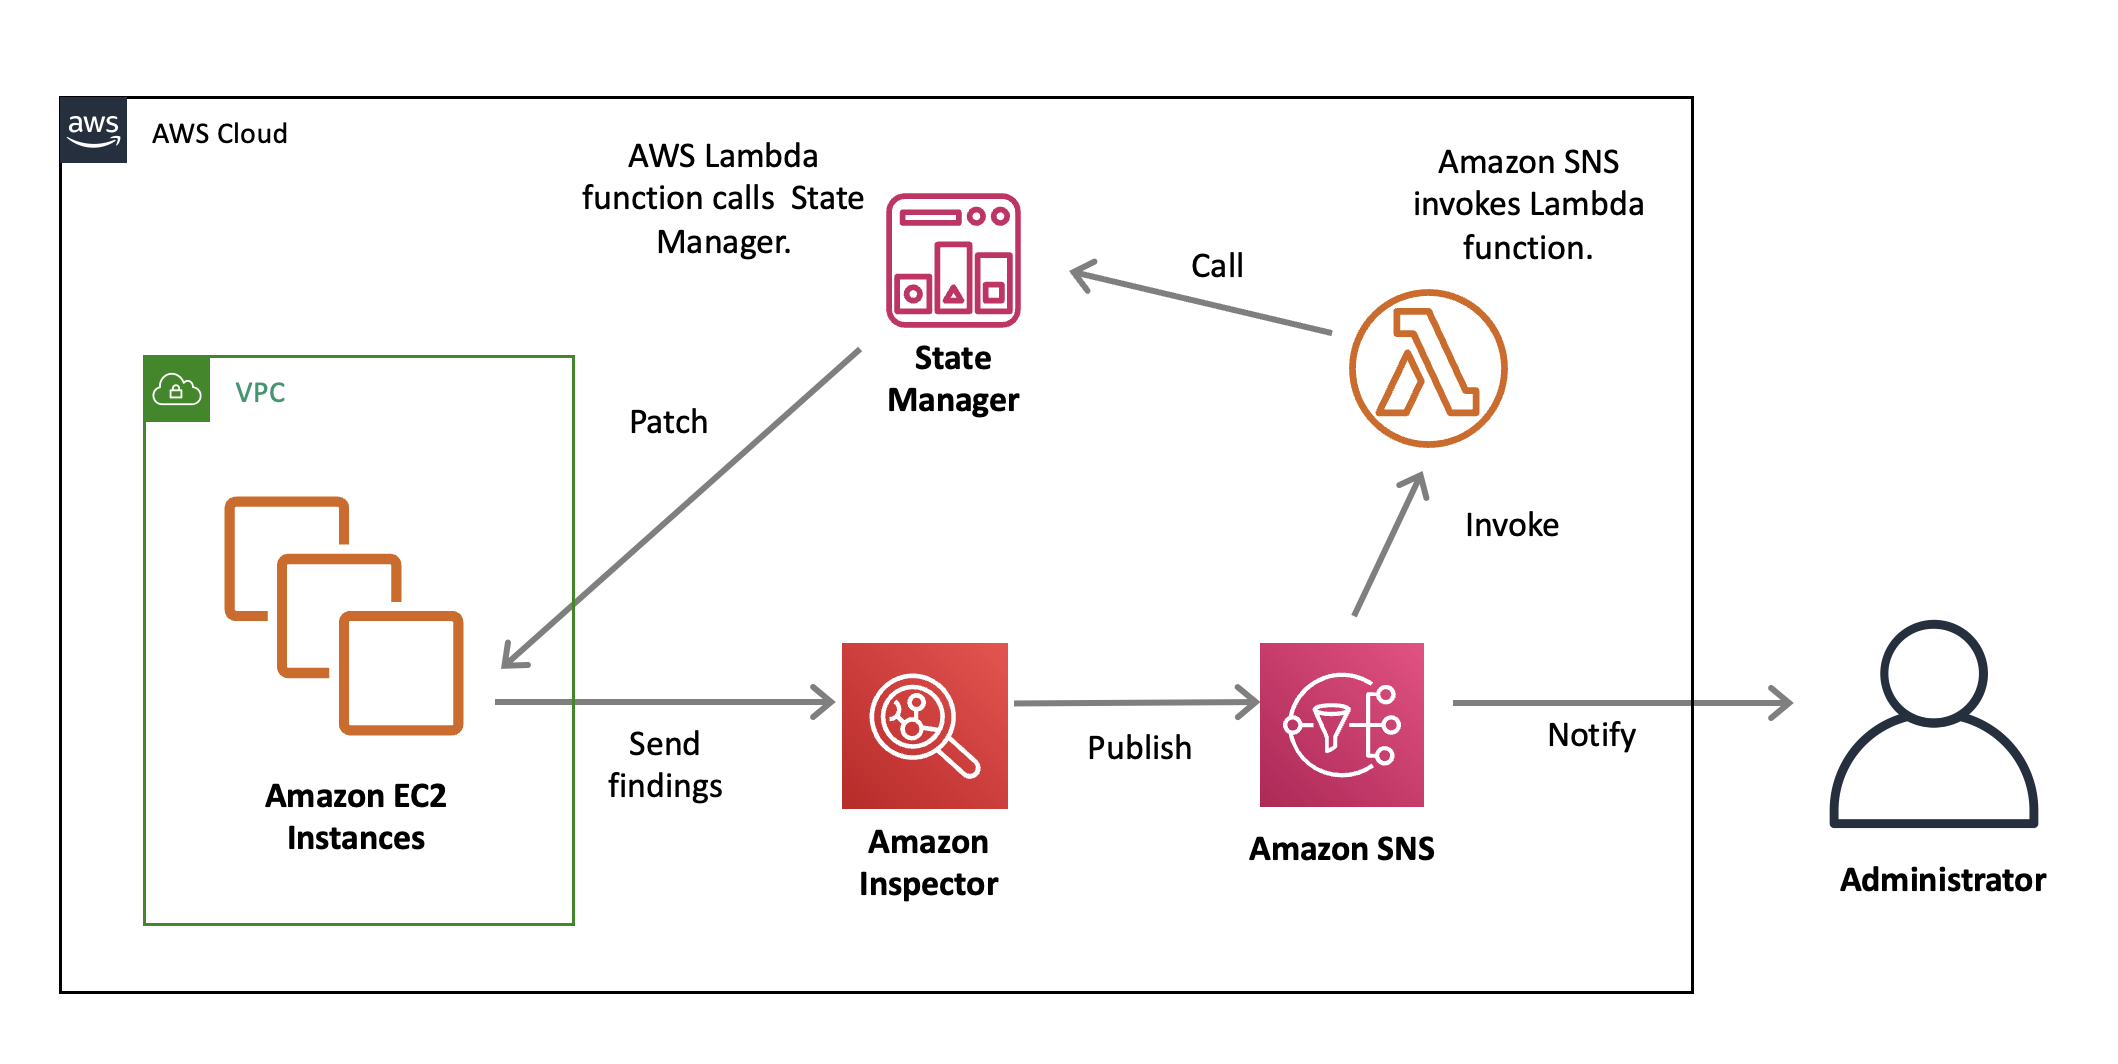 aws
AWS Cloud
AWS Lambda
function calls  State
Manager.
Amazon SNS
invokes Lambda
function.
Call
State
Manager
VPC
Patch
Invoke
Send
findings
Publish
Notify
Amazon EC2
Instances
Amazon
Inspector
Amazon SNS
Administrator